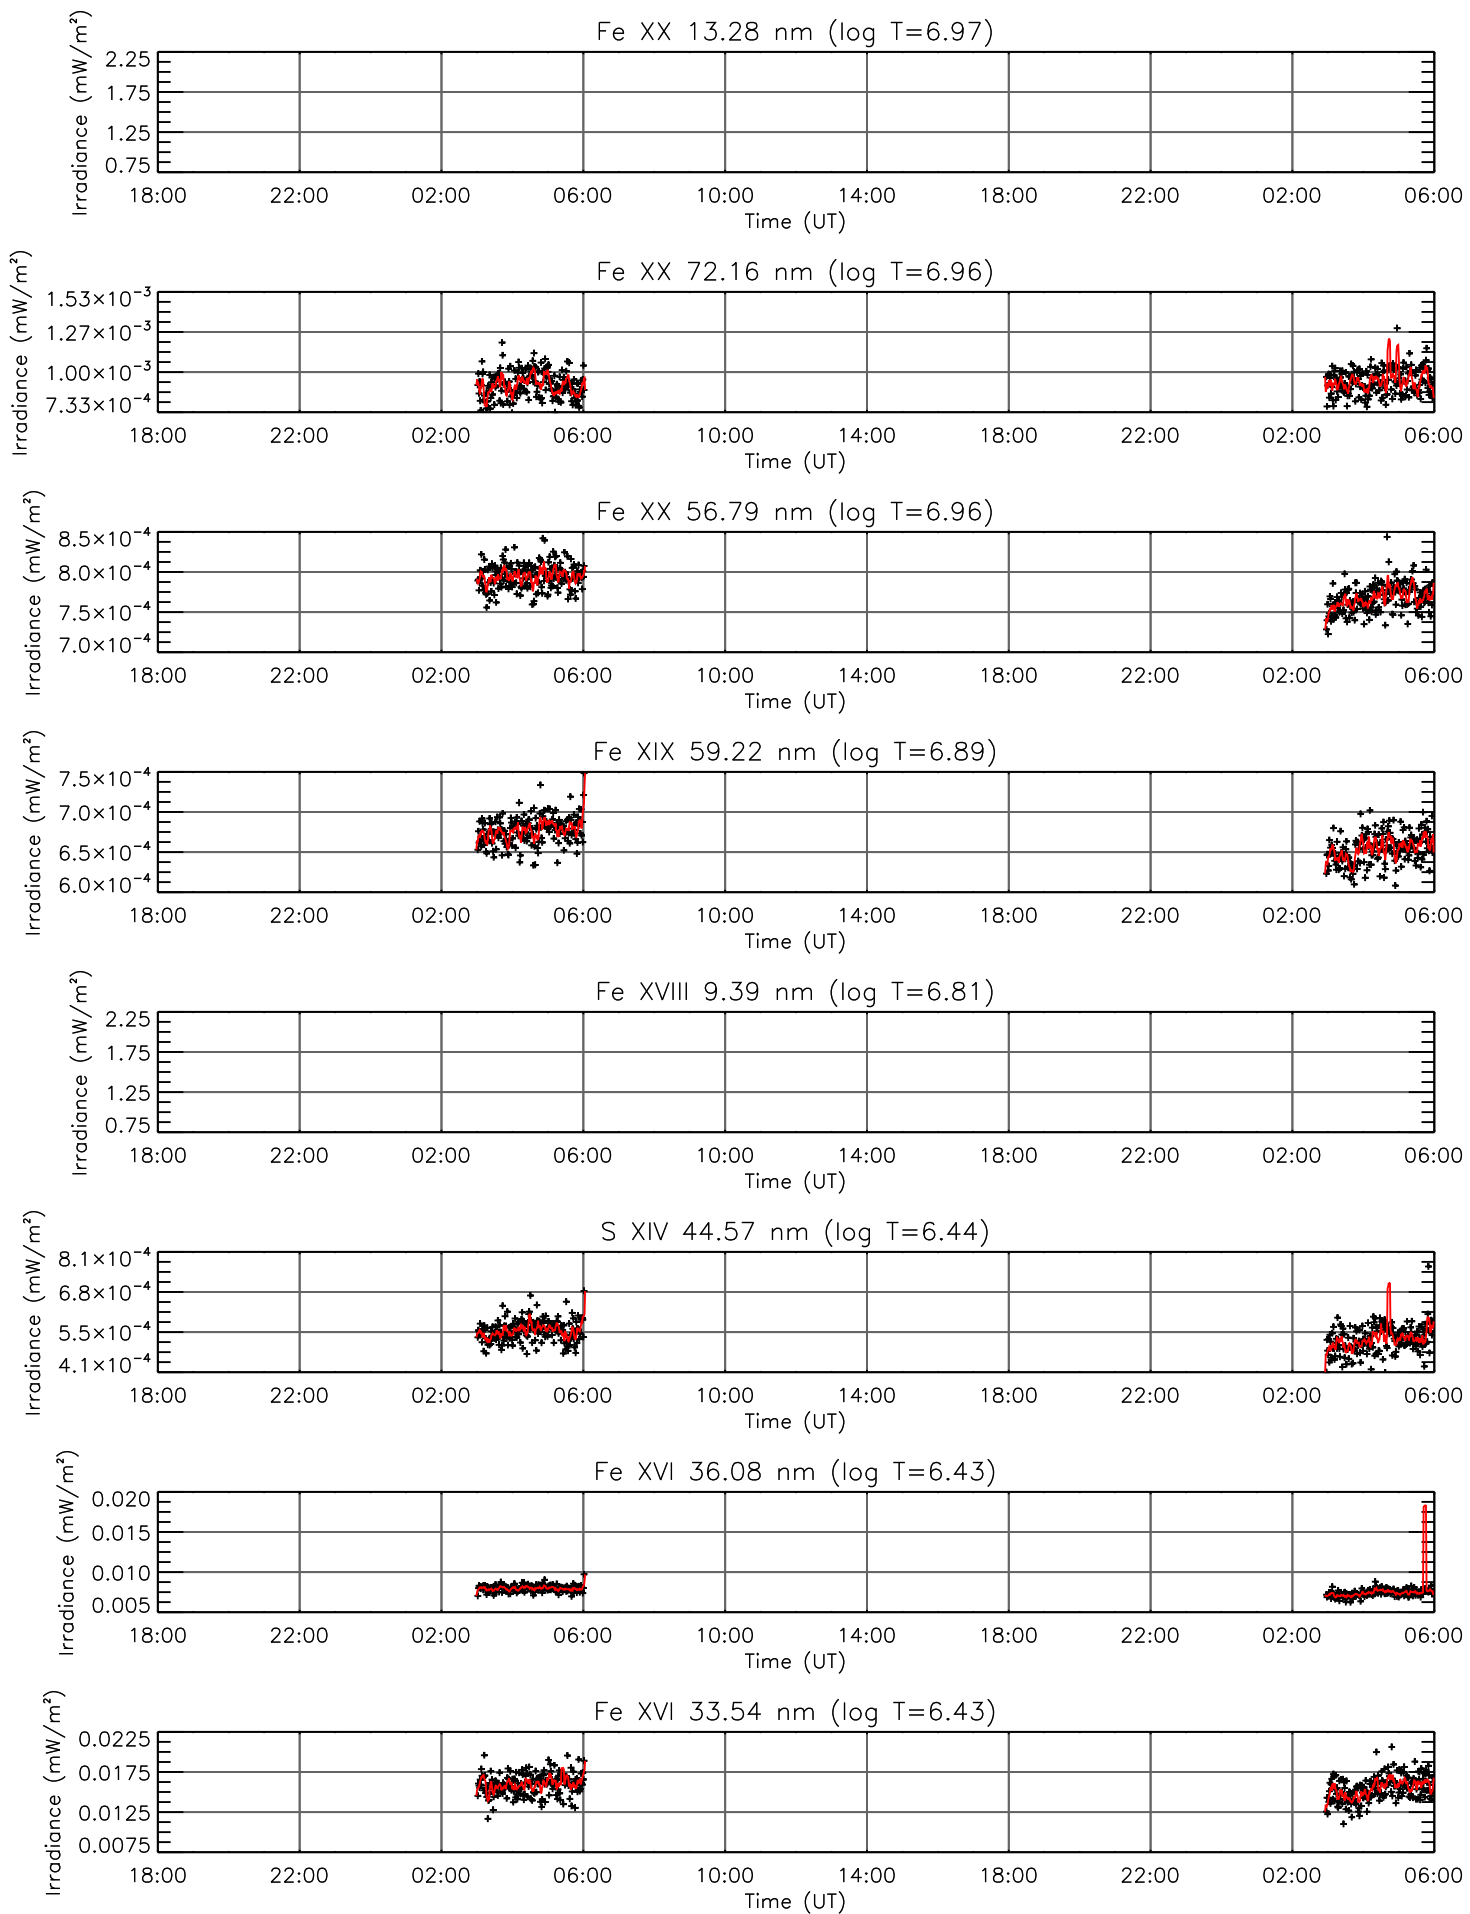 Fe XX 13.28 nm (log T=6.97)
Irradiance (mW/m²)
2.25
1.75
1.25
0.75
18:00 22:00 02:00 06:00 10:00 14:00 18:00 22:00 02:00 06:00
Time (UT)
Fe XX 72.16 nm (log T=6.96)
Irradiance (mW/m²)
1.53×10⁻³
1.27×10⁻³
1.00×10⁻³
7.33×10⁻⁴
18:00 22:00 02:00 06:00 10:00 14:00 18:00 22:00 02:00 06:00
Time (UT)
Fe XX 56.79 nm (log T=6.96)
Irradiance (mW/m²)
8.5×10⁻⁴
8.0×10⁻⁴
7.5×10⁻⁴
7.0×10⁻⁴
18:00 22:00 02:00 06:00 10:00 14:00 18:00 22:00 02:00 06:00
Time (UT)
Fe XIX 59.22 nm (log T=6.89)
Irradiance (mW/m²)
7.5×10⁻⁴
7.0×10⁻⁴
6.5×10⁻⁴
6.0×10⁻⁴
18:00 22:00 02:00 06:00 10:00 14:00 18:00 22:00 02:00 06:00
Time (UT)
Fe XVIII 9.39 nm (log T=6.81)
Irradiance (mW/m²)
2.25
1.75
1.25
0.75
18:00 22:00 02:00 06:00 10:00 14:00 18:00 22:00 02:00 06:00
Time (UT)
S XIV 44.57 nm (log T=6.44)
Irradiance (mW/m²)
8.1×10⁻⁴
6.8×10⁻⁴
5.5×10⁻⁴
4.1×10⁻⁴
18:00 22:00 02:00 06:00 10:00 14:00 18:00 22:00 02:00 06:00
Time (UT)
Fe XVI 36.08 nm (log T=6.43)
Irradiance (mW/m²)
0.020
0.015
0.010
0.005
18:00 22:00 02:00 06:00 10:00 14:00 18:00 22:00 02:00 06:00
Time (UT)
Fe XVI 33.54 nm (log T=6.43)
Irradiance (mW/m²)
0.0225
0.0175
0.0125
0.0075
18:00 22:00 02:00 06:00 10:00 14:00 18:00 22:00 02:00 06:00
Time (UT)